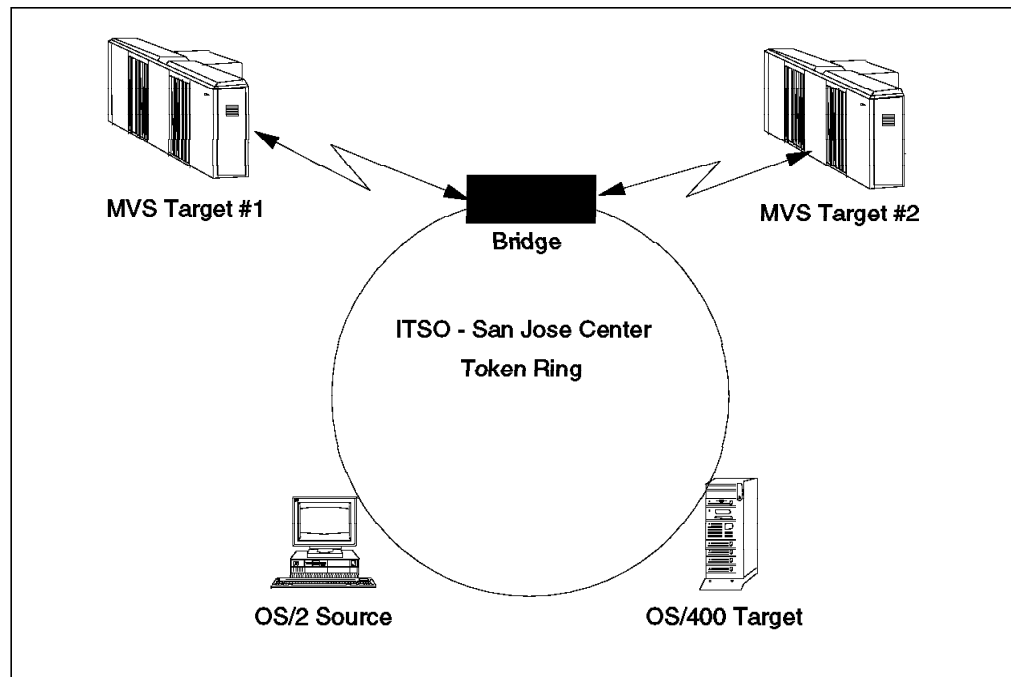 MVS Target #1
MVS Target #2
Bridge
ITSO - San Jose Center
Token Ring
OS/2 Source
OS/400 Target